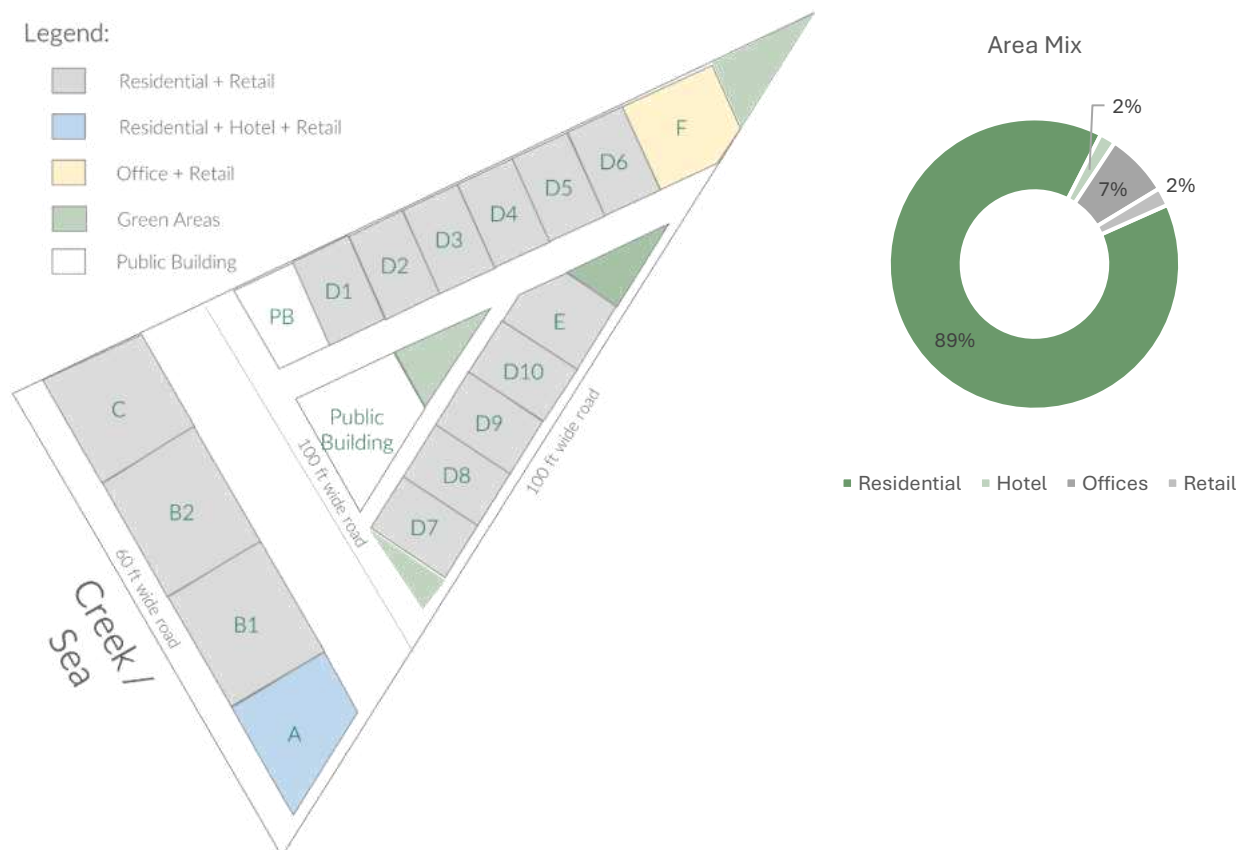 Legend:
Residential + Retail
Residential + Hotel + Retail
Office + Retail
Green Areas
Public Building
F
D6
D5
D4
D3
D2
D1
PB
E
D10
D9
D8
D7
Public
Building
100 ft wide road
100 ft wide road
C
B2
B1
A
60 ft wide road
Creek /
Sea
Area Mix
2%
7%
2%
89%
Residential
Hotel
Offices
Retail